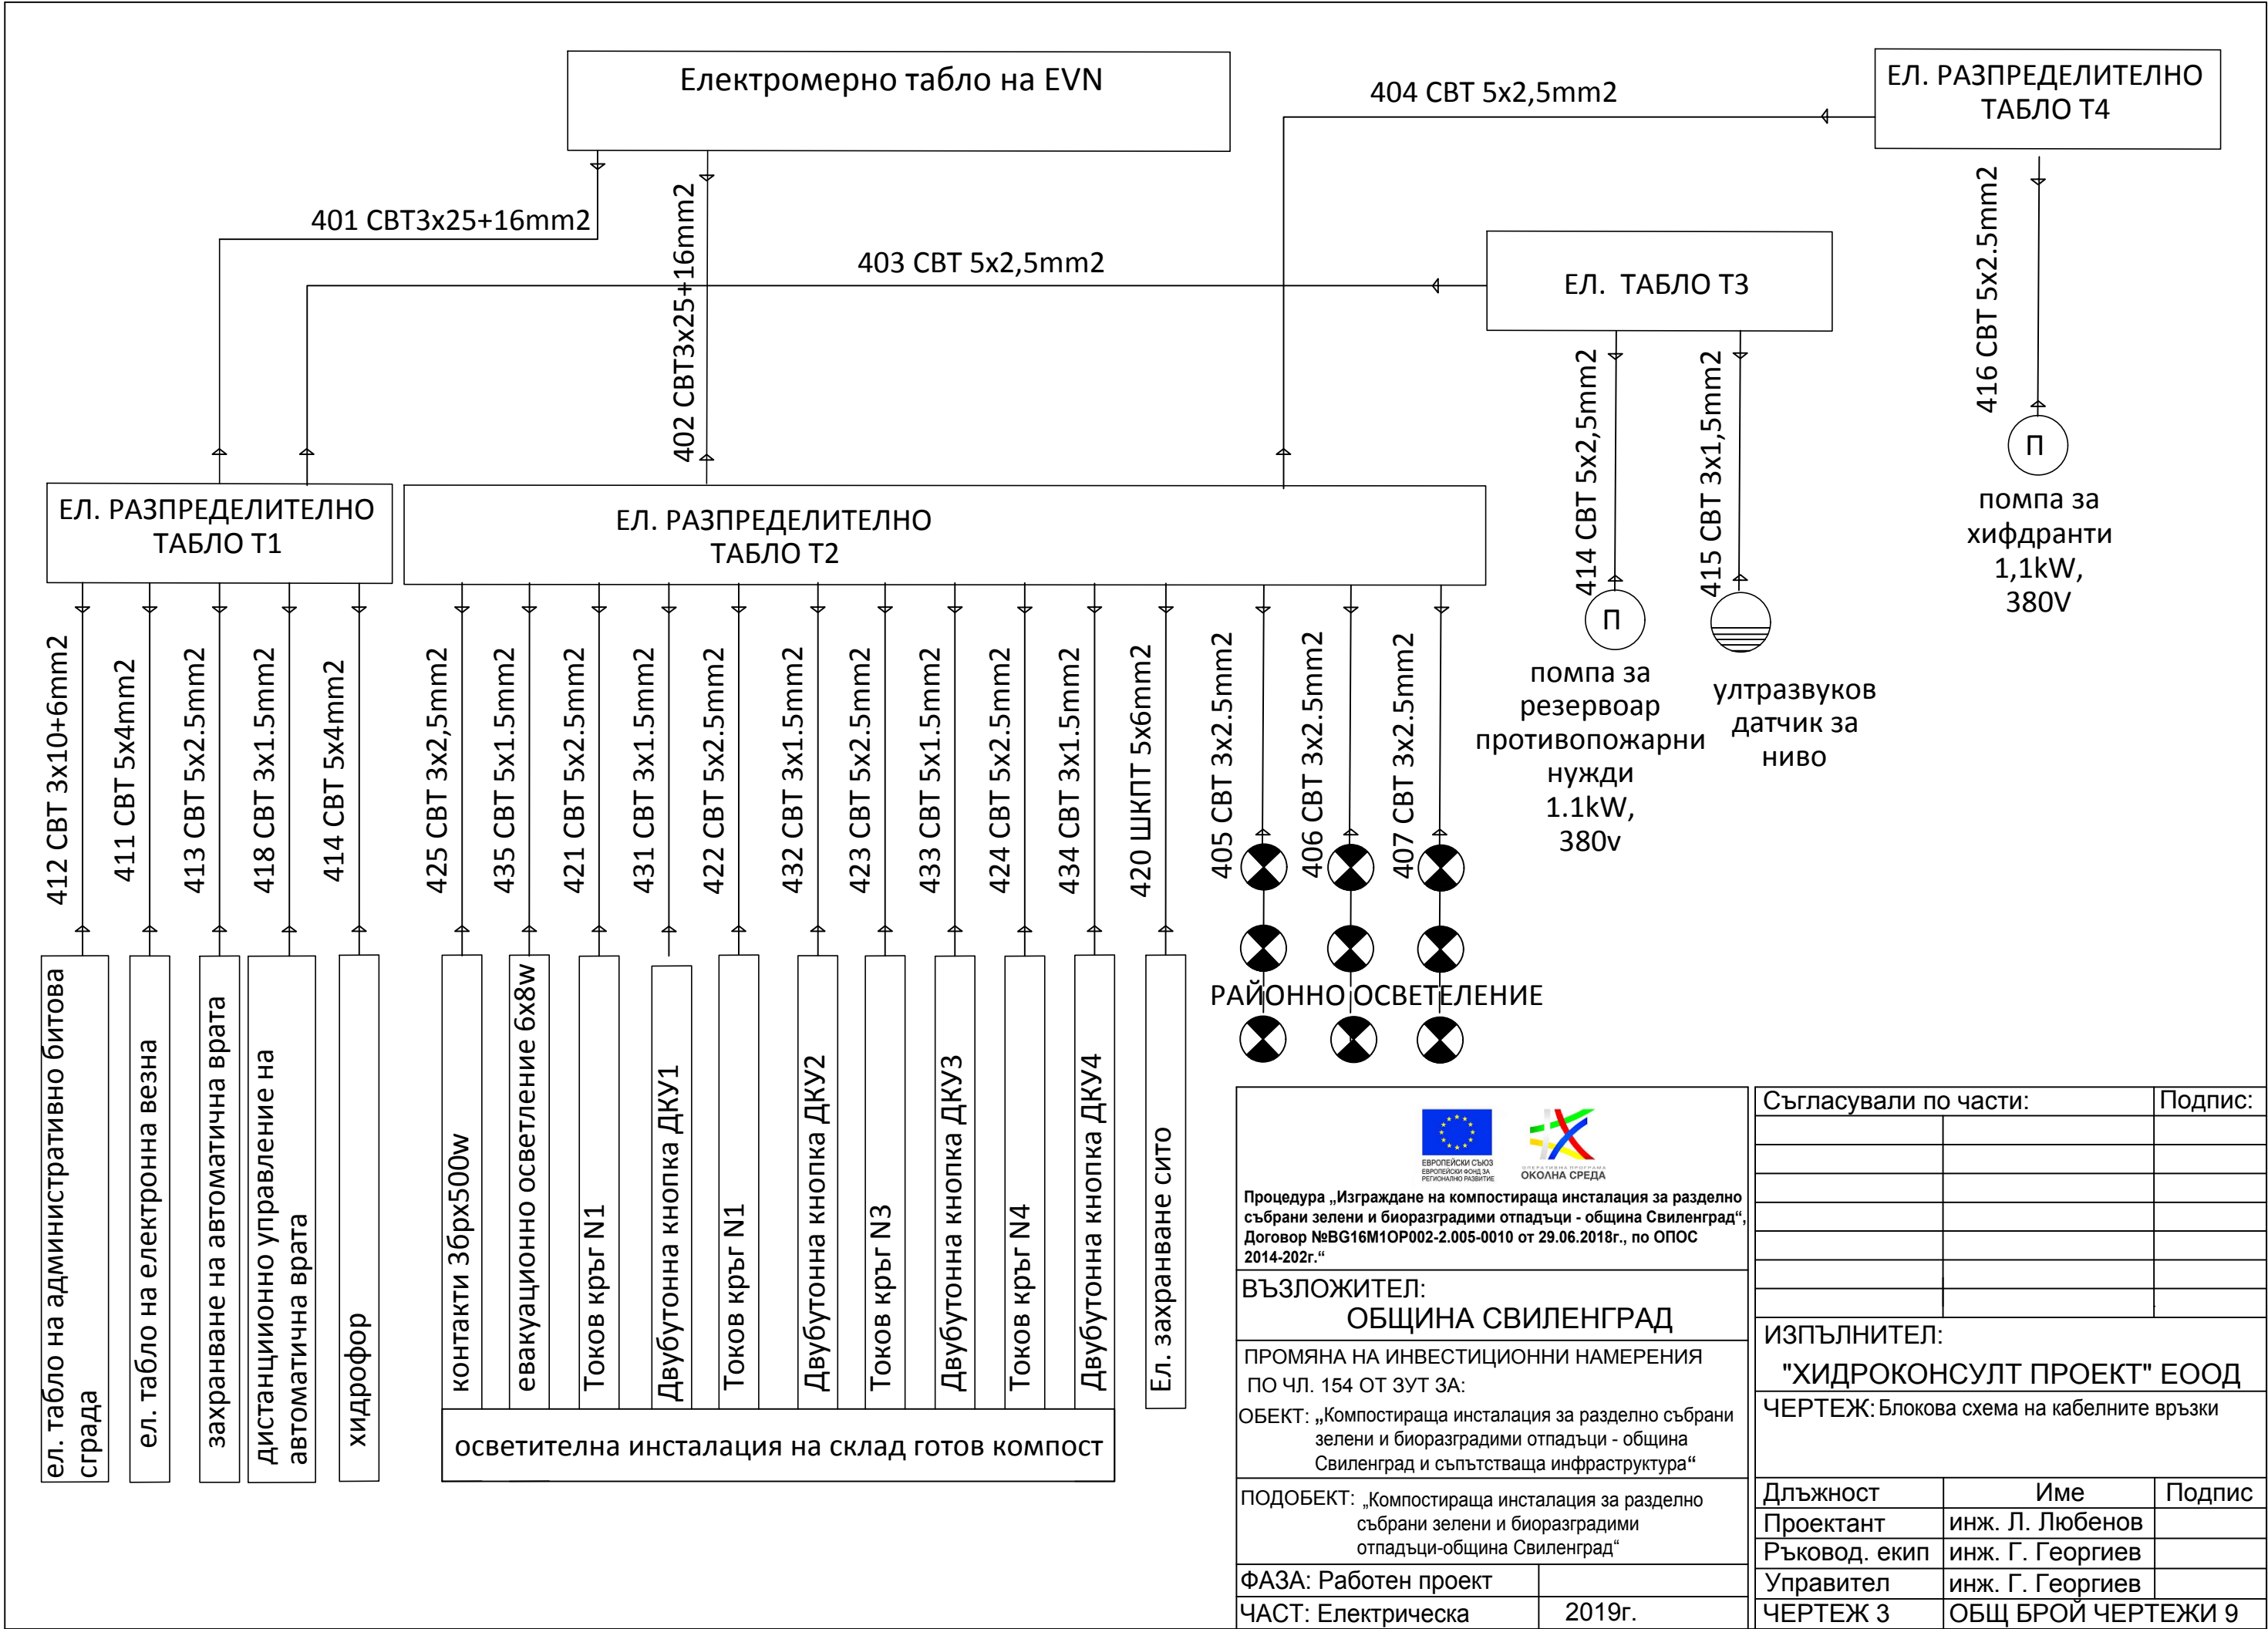 Електромерно табло на EVN
404 СВТ 5х2,5mm2
ЕЛ. РАЗПРЕДЕЛИТЕЛНО
ТАБЛО Т4
401 СВТ3х25+16mm2
402 СВТ3х25+16mm2
403 СВТ 5х2,5mm2
ЕЛ. ТАБЛО Т3
416 СВТ 5х2.5mm2
П
помпа за
хифдранти
1,1kW,
380V
414 СВТ 5х2,5mm2
415 СВТ 3х1,5mm2
П
помпа за
резервоар
противопожарни
нужди
1.1kW,
380v
ултразвуков
датчик за
ниво
ЕЛ. РАЗПРЕДЕЛИТЕЛНО
ТАБЛО Т1
ЕЛ. РАЗПРЕДЕЛИТЕЛНО
ТАБЛО Т2
412 СВТ 3х10+6mm2
411 СВТ 5х4mm2
413 СВТ 5х2.5mm2
418 СВТ 3х1.5mm2
414 СВТ 5х4mm2
425 СВТ 3х2,5mm2
435 СВТ 5х1.5mm2
421 СВТ 5х2.5mm2
431 СВТ 3х1.5mm2
422 СВТ 5х2.5mm2
432 СВТ 3х1.5mm2
423 СВТ 5х2.5mm2
433 СВТ 5х1.5mm2
424 СВТ 5х2.5mm2
434 СВТ 3х1.5mm2
420 ШКПТ 5х6mm2
405 СВТ 3х2.5mm2
406 СВТ 3х2.5mm2
407 СВТ 3х2.5mm2
РАЙОННО ОСВЕТЕЛЕНИЕ
ел. табло на административно битова
сграда
ел. табло на електронна везна
захранване на автоматична врата
дистанциионно управление на
автоматична врата
хидрофор
контакти 3брх500w
евакуационно осветление 6х8w
Токов кръг N1
Двубутонна кнопка ДКУ1
Токов кръг N1
Двубутонна кнопка ДКУ2
Токов кръг N3
Двубутонна кнопка ДКУ3
Токов кръг N4
Двубутонна кнопка ДКУ4
Ел. захранване сито
осветителна инсталация на склад готов компост
ЕВРОПЕЙСКИ СЪЮЗ
ЕВРОПЕЙСКИ ФОНД ЗА
РЕГИОНАЛНО РАЗВИТИЕ
ОПЕРАТИВНА ПРОГРАМА
ОКОЛНА СРЕДА
Процедура „Изграждане на компостираща инсталация за разделно
събрани зелени и биоразградими отпадъци - община Свиленград“,
Договор №BG16M1OP002-2.005-0010 от 29.06.2018г., по ОПОС
2014-202г.“
ВЪЗЛОЖИТЕЛ:
ОБЩИНА СВИЛЕНГРАД
ПРОМЯНА НА ИНВЕСТИЦИОННИ НАМЕРЕНИЯ
ПО ЧЛ. 154 ОТ ЗУТ ЗА:
ОБЕКТ: „Компостираща инсталация за разделно събрани
зелени и биоразградими отпадъци - община
Свиленград и съпътстваща инфраструктура“
ПОДОБЕКТ: „Компостираща инсталация за разделно
събрани зелени и биоразградими
отпадъци-община Свиленград“
ФАЗА: Работен проект
ЧАСТ: Електрическа 2019г.
Съгласували по части: Подпис:
ИЗПЪЛНИТЕЛ:
"ХИДРОКОНСУЛТ ПРОЕКТ" ЕООД
ЧЕРТЕЖ: Блокова схема на кабелните връзки
Длъжност Име Подпис
Проектант инж. Л. Любенов
Ръковод. екип инж. Г. Георгиев
Управител инж. Г. Георгиев
ЧЕРТЕЖ 3 ОБЩ БРОЙ ЧЕРТЕЖИ 9